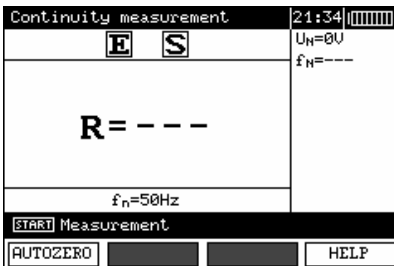 Continuity measurement 21:34
E S
U_N=0V
f_N=---
R=---
f_n=50Hz
START Measurement
AUTOZERO HELP